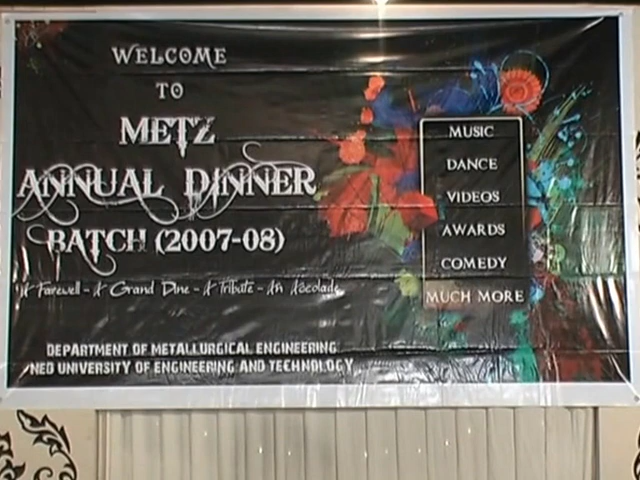 WELCOME
TO
METZ
ANNUAL DINNER
BATCH (2007-08)
A Farewell - A Grand Dine - A Tribute - An Accolade
DEPARTMENT OF METALLURGICAL ENGINEERING
NED UNIVERSITY OF ENGINEERING AND TECHNOLOGY
MUSIC
DANCE
VIDEOS
AWARDS
COMEDY
MUCH MORE